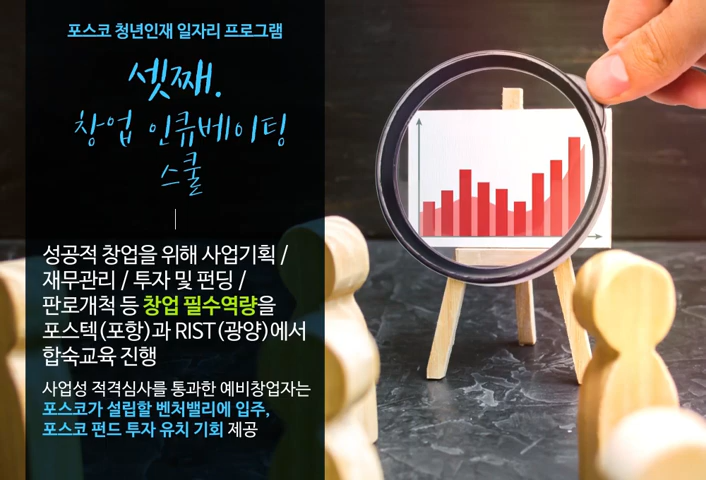 포스코 청년인재 일자리 프로그램
셋째.
창업 인큐베이팅
스쿨
성공적 창업을 위해 사업기획 /
재무관리 / 투자 및 펀딩 /
판로개척 등 창업 필수역량을
포스텍(포항)과 RIST(광양)에서
합숙교육 진행
사업성 적격심사를 통과한 예비창업자는
포스코가 설립할 벤처밸리에 입주,
포스코 펀드 투자 유치 기회 제공